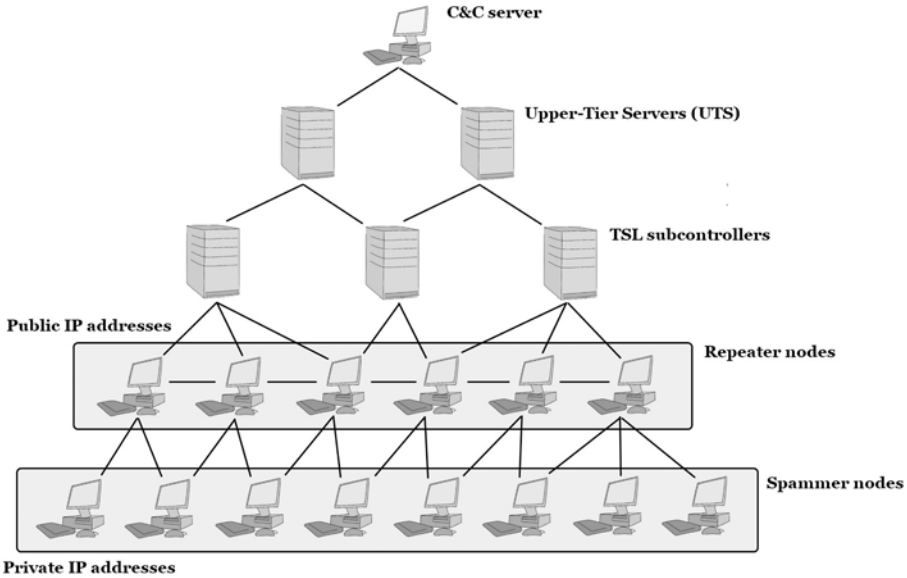 C&C server
Upper-Tier Servers (UTS)
TSL subcontrollers
Public IP addresses
Repeater nodes
Spammer nodes
Private IP addresses